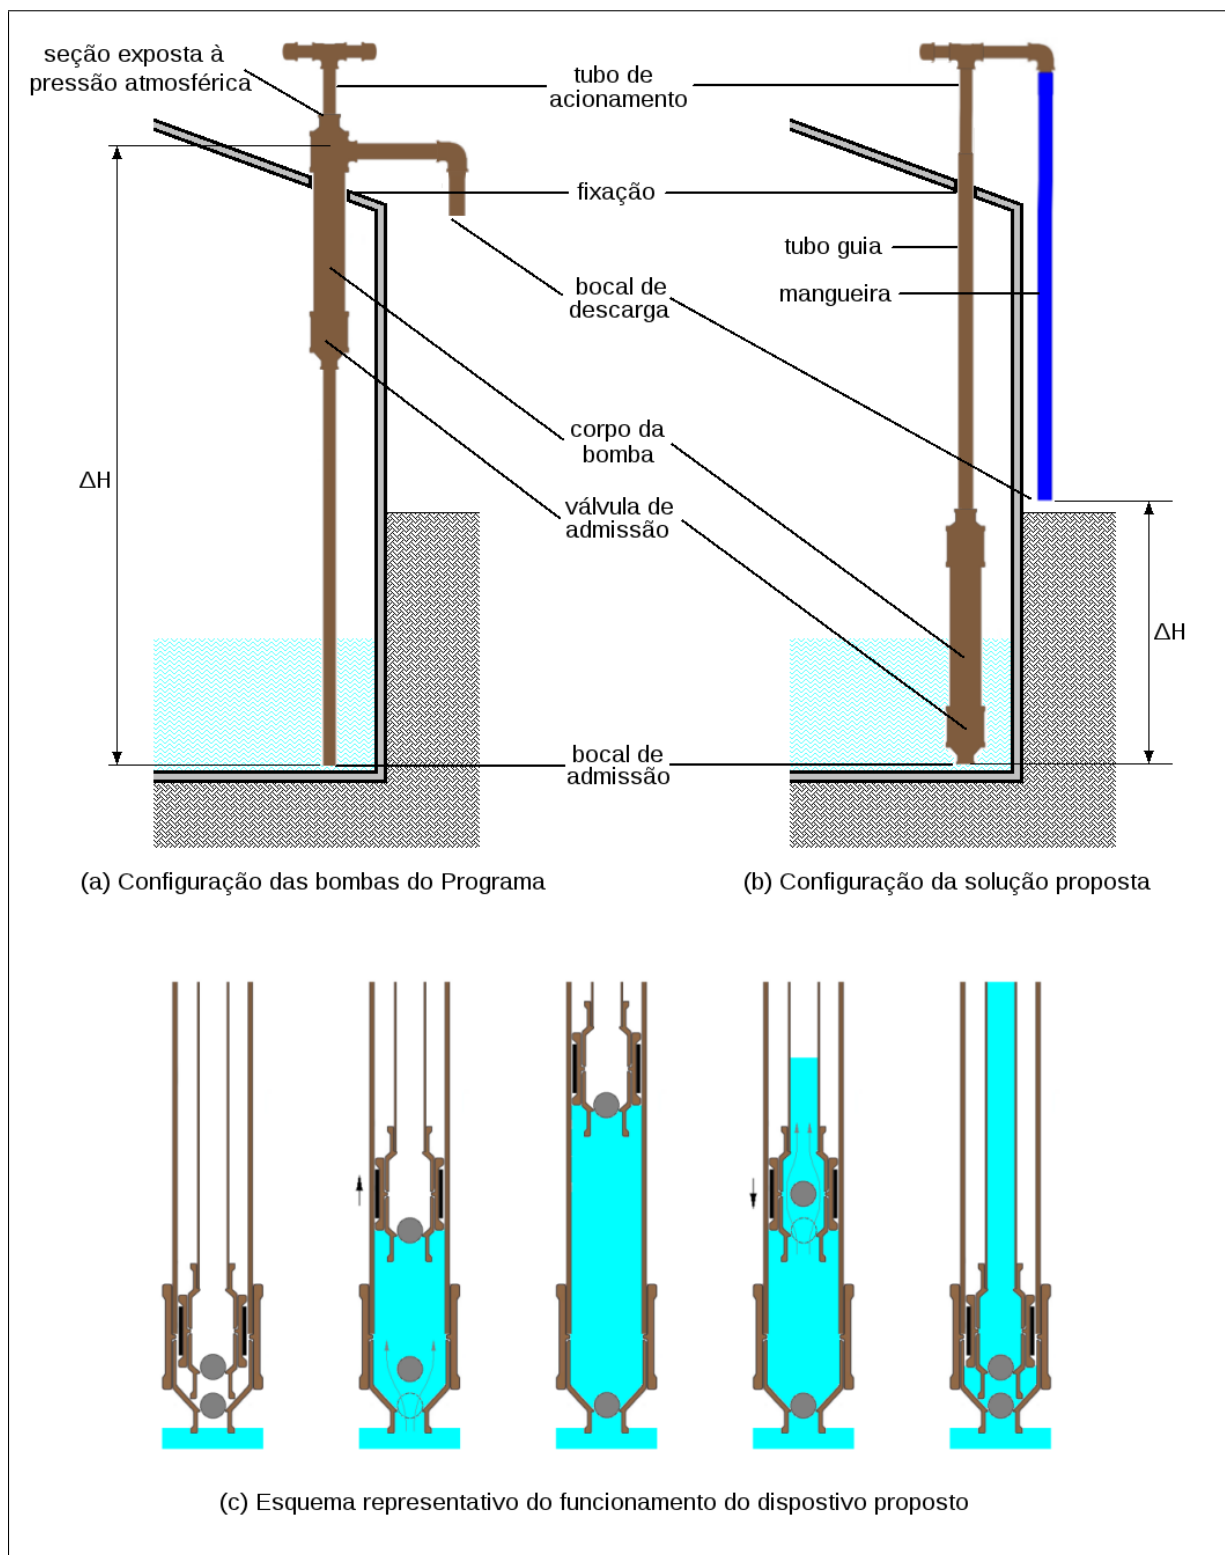 seção exposta à
pressão atmosférica
tubo de
acionamento
fixação
tubo guia
mangueira
bocal de
descarga
corpo da
bomba
ΔH
válvula de
admissão
ΔH
bocal de
admissão
(a) Configuração das bombas do Programa
(b) Configuração da solução proposta
(c) Esquema representativo do funcionamento do dispostivo proposto